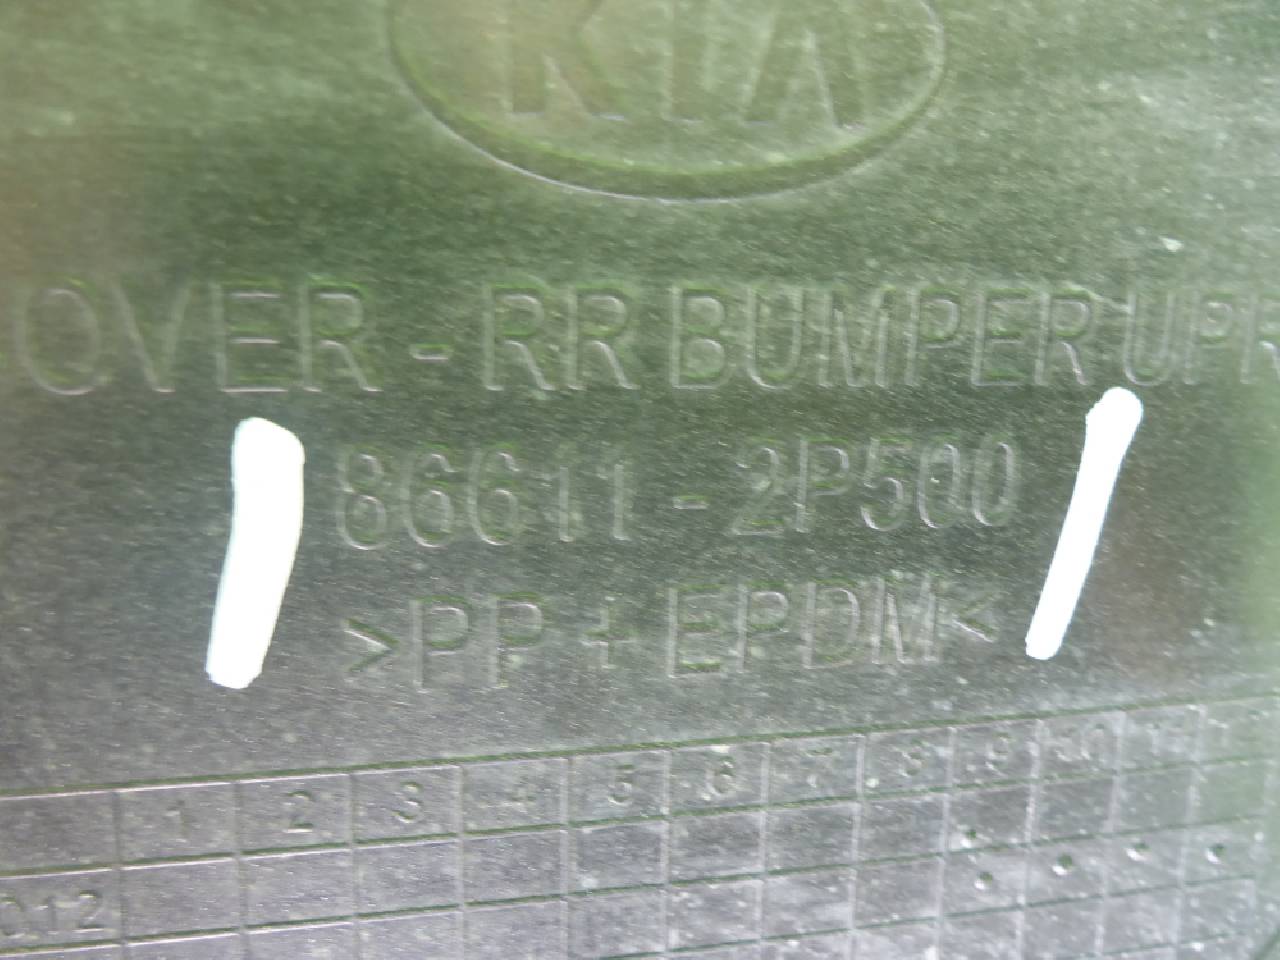 KIA
OVER - RR BUMPER UPR
86611 - 2P500
>PP + EPDM<
1 2 3 4 5 6 7 8 9 10 11
2012